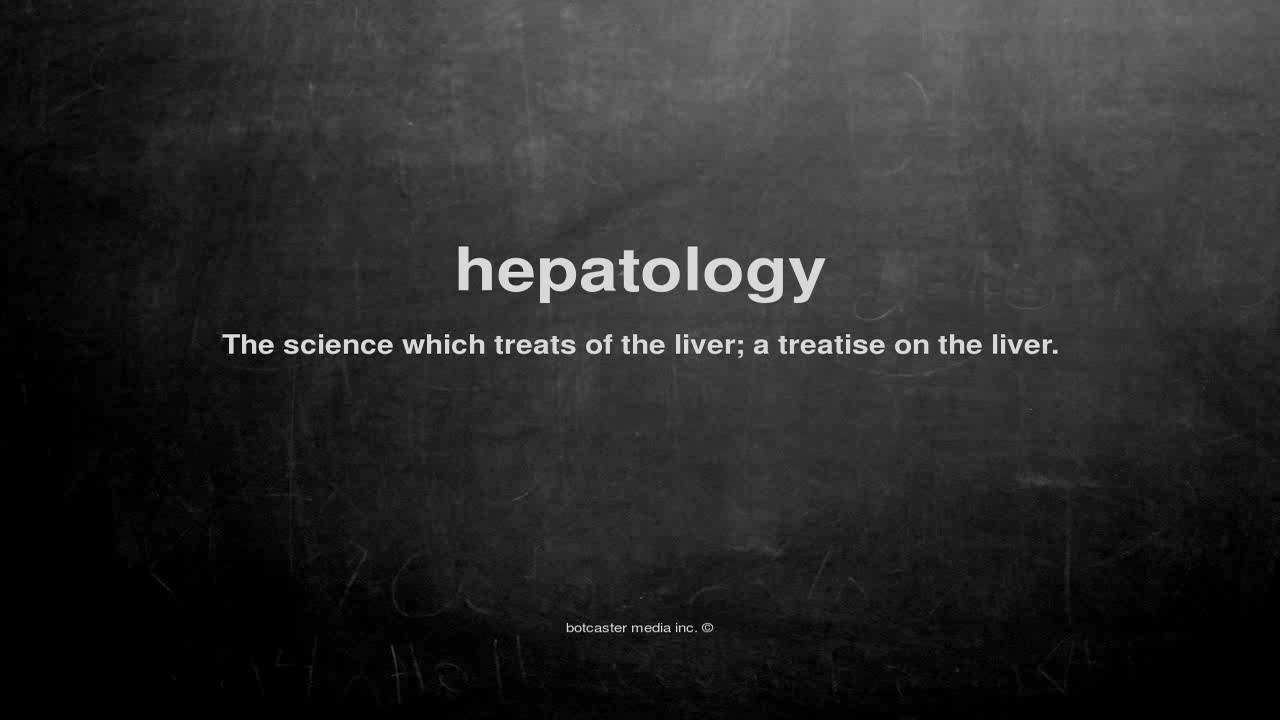 hepatology
The science which treats of the liver; a treatise on the liver.
botcaster media inc. ©